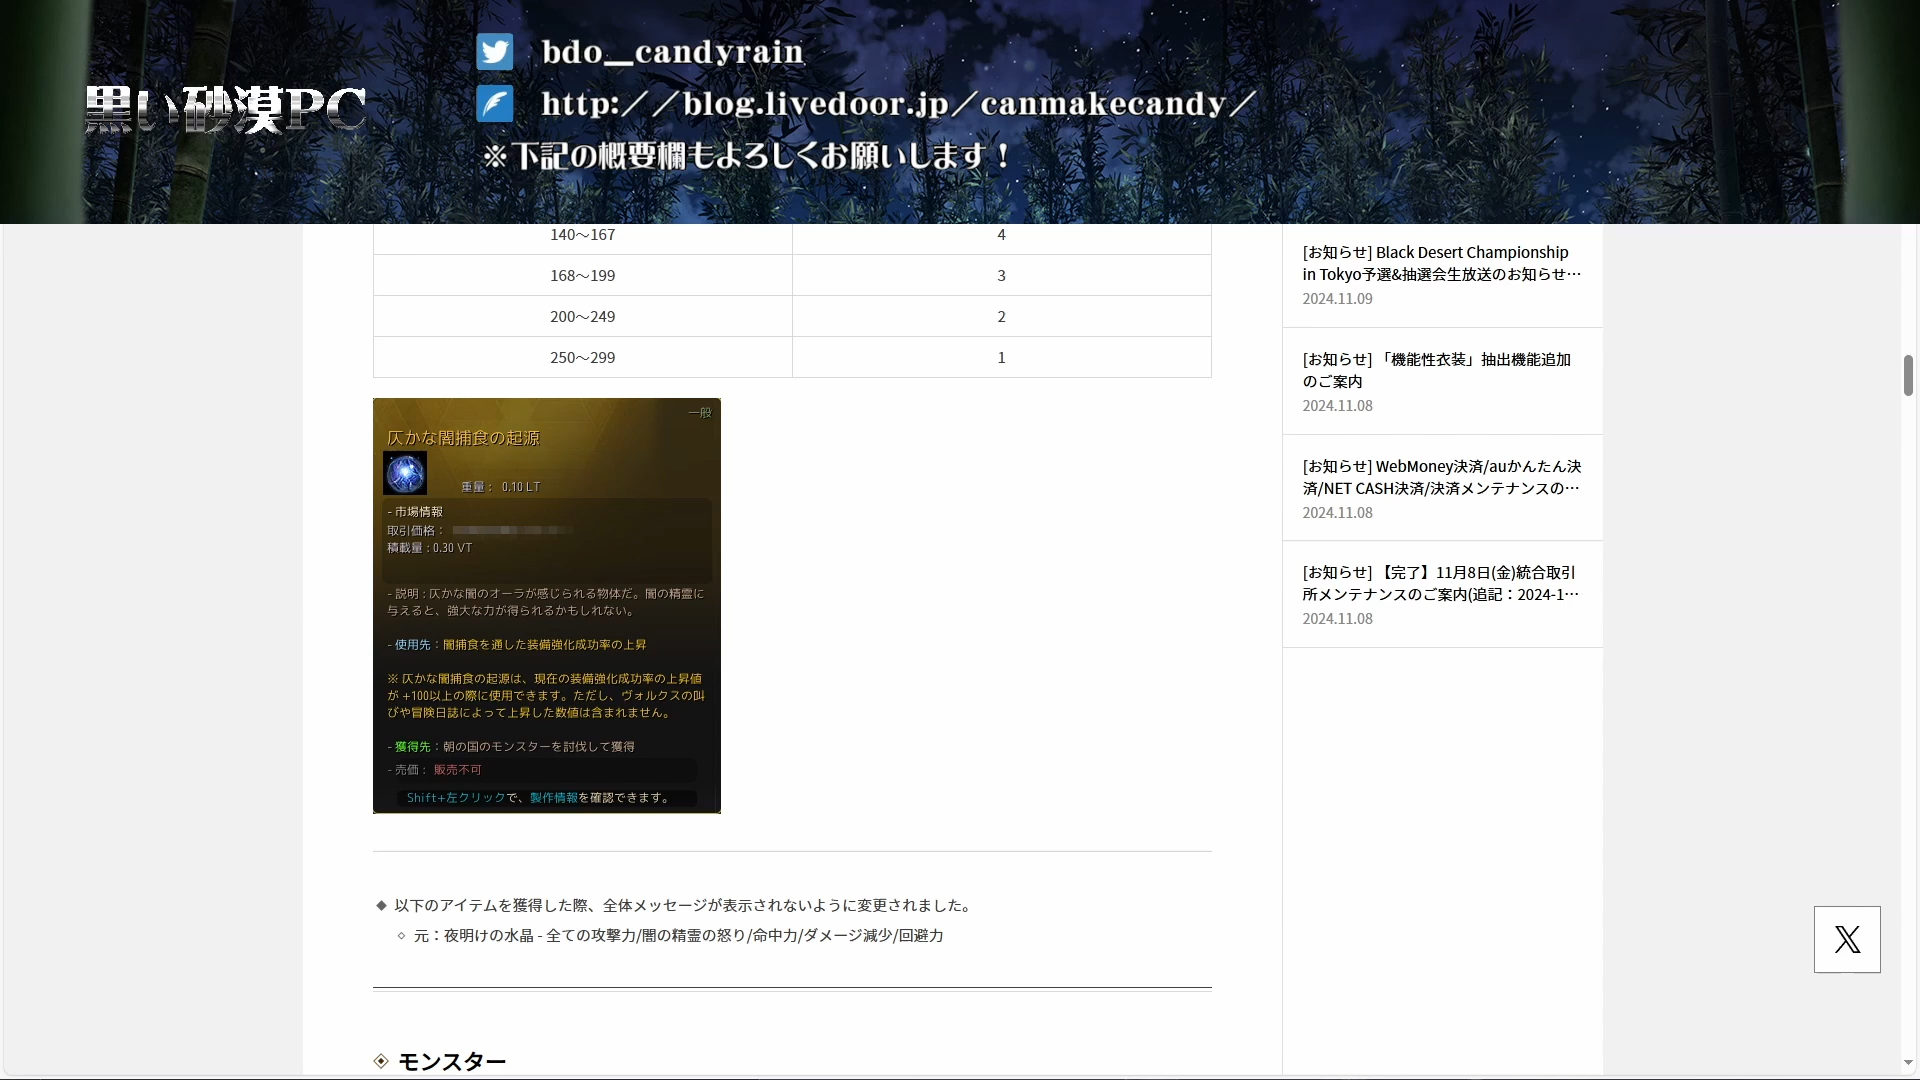 bdo__candyrain
黒い砂漠PC
http://blog.livedoor.jp/canmakecandy/
※下記の概要欄もよろしくお願いします！
140～167 4
168～199 3
200～249 2
250～299 1
一般
仄かな闇捕食の起源
重量： 0.10 LT
- 市場情報
取引価格：
積載量 : 0.30 VT
- 説明 : 仄かな闇のオーラが感じられる物体だ。闇の精霊に
与えると、強大な力が得られるかもしれない。
- 使用先：闇捕食を通した装備強化成功率の上昇
※ 仄かな闇捕食の起源は、現在の装備強化成功率の上昇値
が +100以上の際に使用できます。ただし、ヴォルクスの叫
びや冒険日誌によって上昇した数値は含まれません。
- 獲得先：朝の国のモンスターを討伐して獲得
- 売価： 販売不可
Shift+左クリックで、製作情報を確認できます。
◆ 以下のアイテムを獲得した際、全体メッセージが表示されないように変更されました。
◇ 元：夜明けの水晶 - 全ての攻撃力/闇の精霊の怒り/命中力/ダメージ減少/回避力
モンスター
[お知らせ] Black Desert Championship
in Tokyo予選&抽選会生放送のお知らせ…
2024.11.09
[お知らせ] 「機能性衣装」抽出機能追加
のご案内
2024.11.08
[お知らせ] WebMoney決済/auかんたん決
済/NET CASH決済/決済メンテナンスの…
2024.11.08
[お知らせ] 【完了】11月8日(金)統合取引
所メンテナンスのご案内(追記：2024-1…
2024.11.08